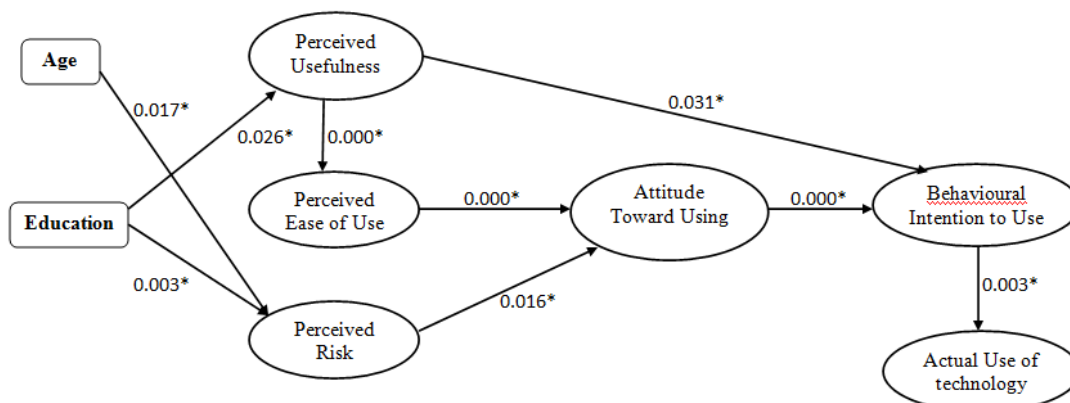 Age
Perceived
Usefulness
0.017*
0.026*
0.000*
0.031*
Education
Perceived
Ease of Use
0.000*
Attitude
Toward Using
0.000*
Behavioural
Intention to Use
0.003*
Perceived
Risk
0.016*
0.003*
Actual Use of
technology